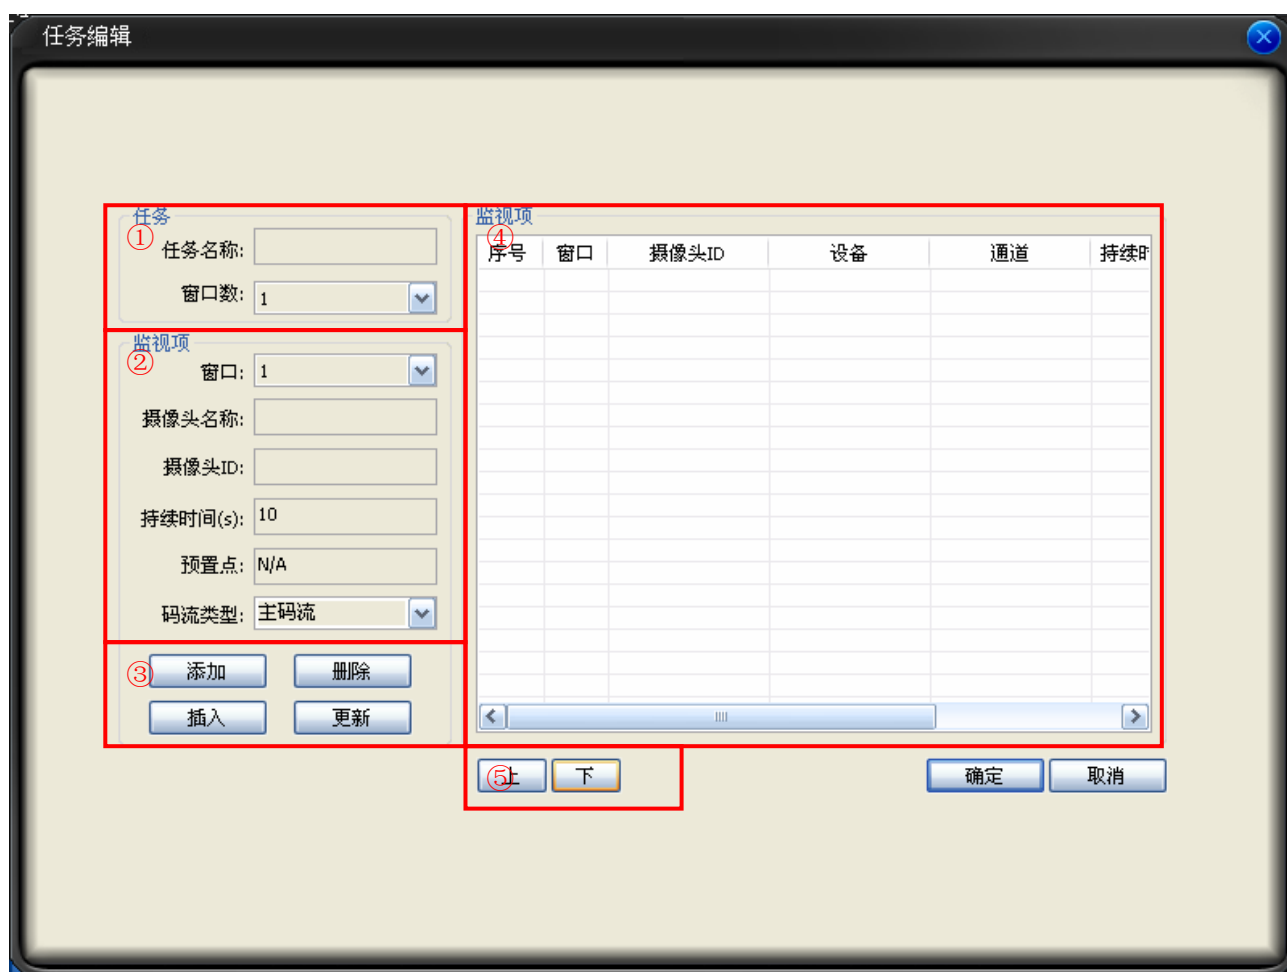 任务编辑
任务
①
任务名称:
窗口数: 1
监视项
②
窗口: 1
摄像头名称:
摄像头ID:
持续时间(s): 10
预置点: N/A
码流类型: 主码流
③
添加 删除
插入 更新
监视项
④
序号 窗口 摄像头ID 设备 通道 持续时
⑤
上 下 确定 取消